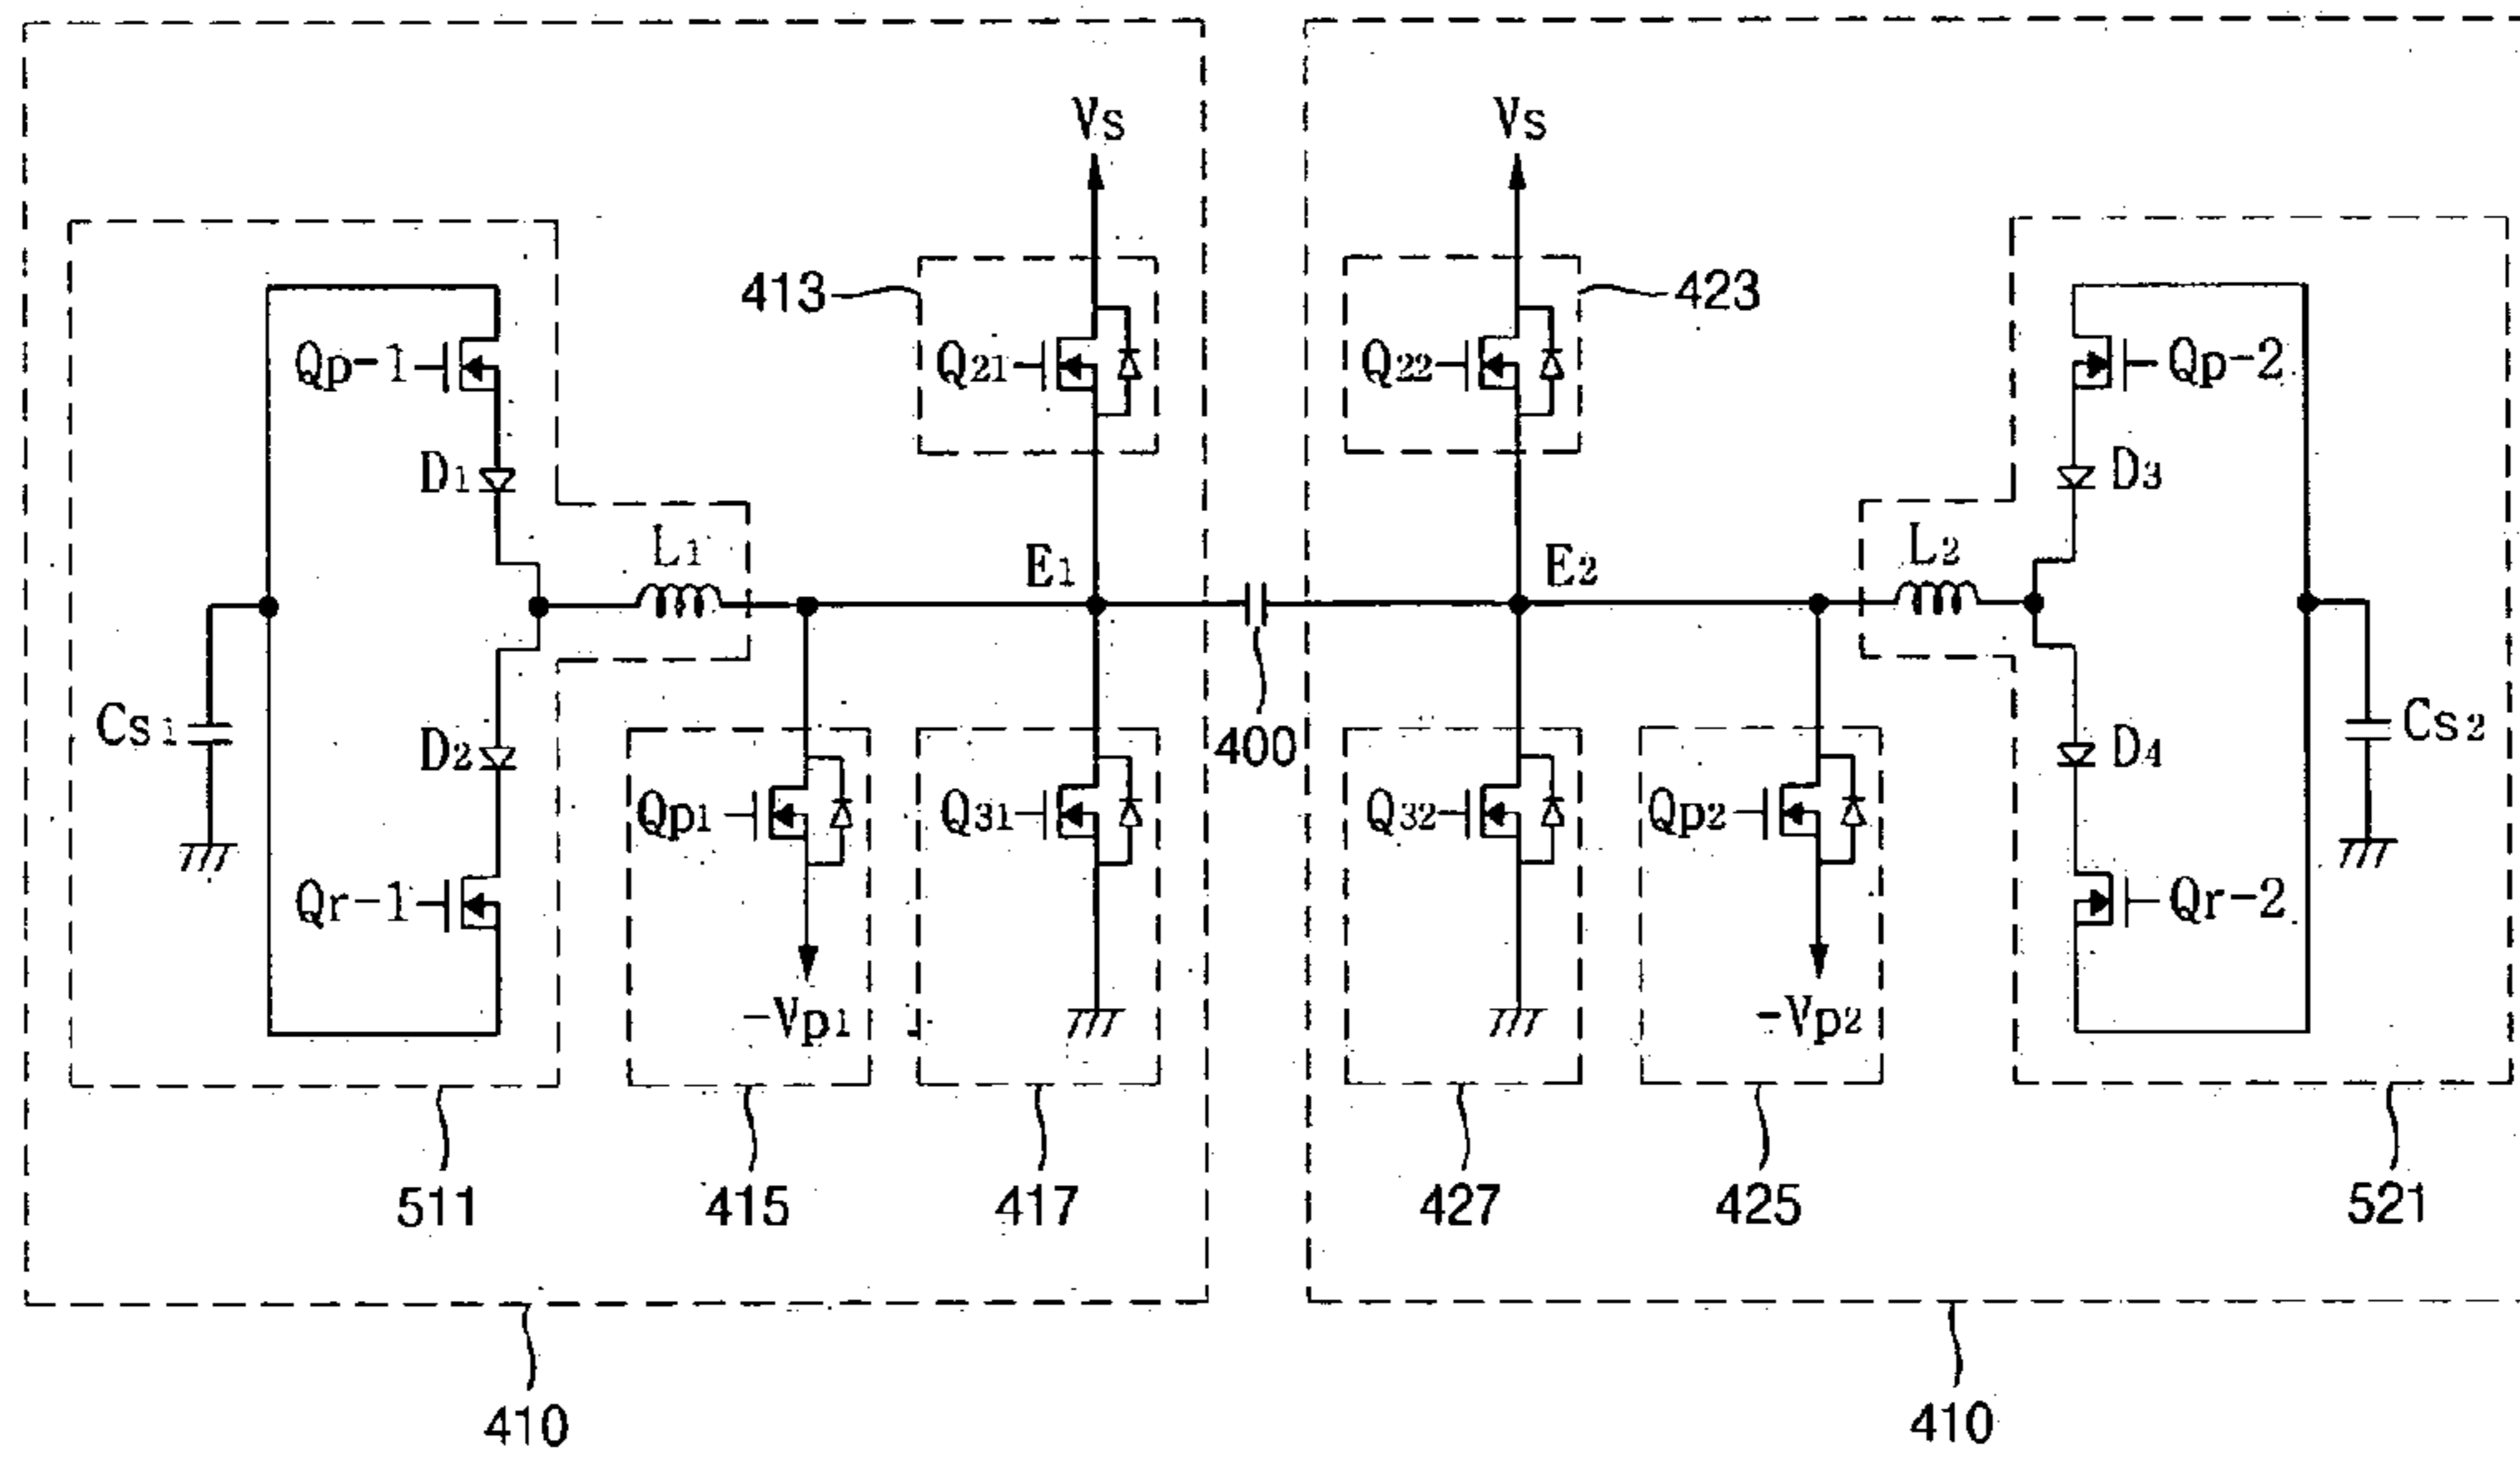 Vs
Vs
413
423
Qp-1
Q21
Q22
Qp-2
D1
D3
L1
E1
E2
L2
Cs1
D2
400
D4
Cs2
Qp1
Q31
Q32
Qp2
Qr-1
Qr-2
-Vp1
-Vp2
511
415
417
427
425
521
410
410